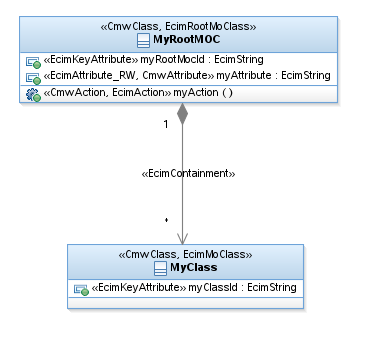 «CmwClass, EcimRootMoClass»
MyRootMOC
«EcimKeyAttribute» myRootMocId : EcimString
«EcimAttribute_RW, CmwAttribute» myAttribute : EcimString
«CmwAction, EcimAction» myAction ( )
1
«EcimContainment»
*
«CmwClass, EcimMoClass»
MyClass
«EcimKeyAttribute» myClassId : EcimString